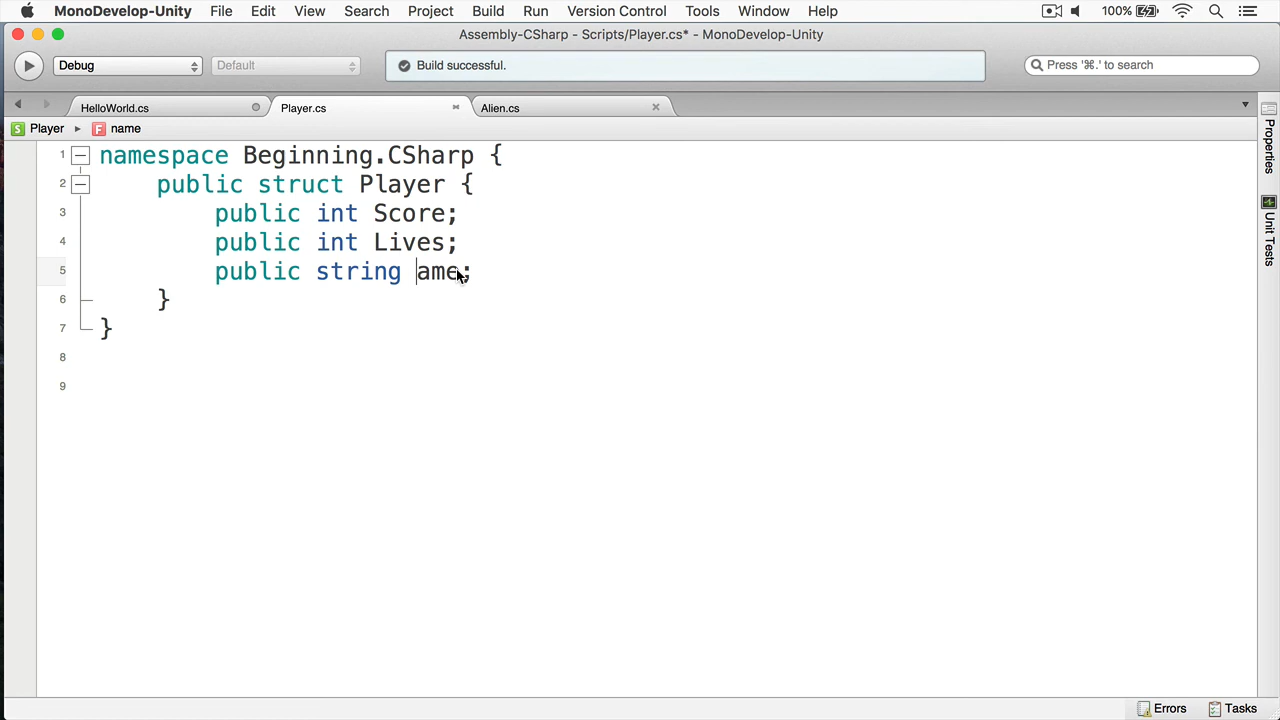 MonoDevelop-Unity File Edit View Search Project Build Run Version Control Tools Window Help 100%
Assembly-CSharp - Scripts/Player.cs* - MonoDevelop-Unity
Debug Default Build successful. Press '⌘.' to search
HelloWorld.cs Player.cs Alien.cs
Player name
1 namespace Beginning.CSharp {
2 public struct Player {
3 public int Score;
4 public int Lives;
5 public string ame;
6 }
7 }
8
9
Properties
Unit Tests
Errors Tasks